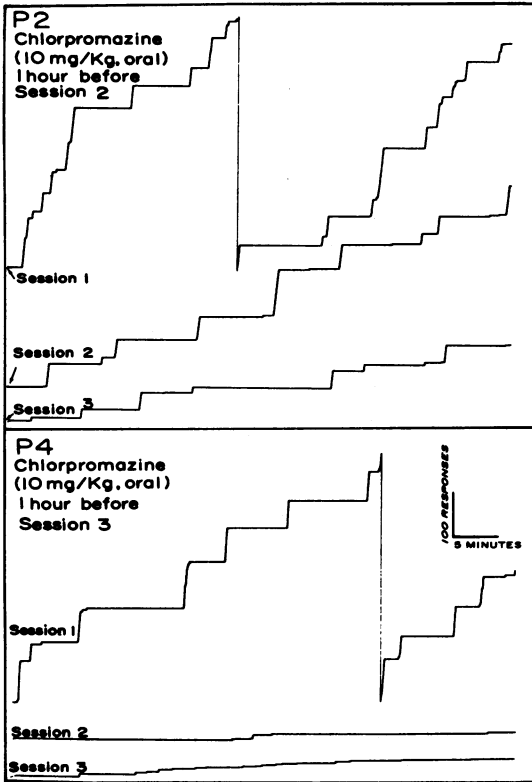 P2
Chlorpromazine
(10 mg/Kg, oral)
1 hour before
Session 2
Session 1
Session 2
Session 3
P4
Chlorpromazine
(10 mg/Kg, oral)
1 hour before
Session 3
100 RESPONSES
5 MINUTES
Session 1
Session 2
Session 3